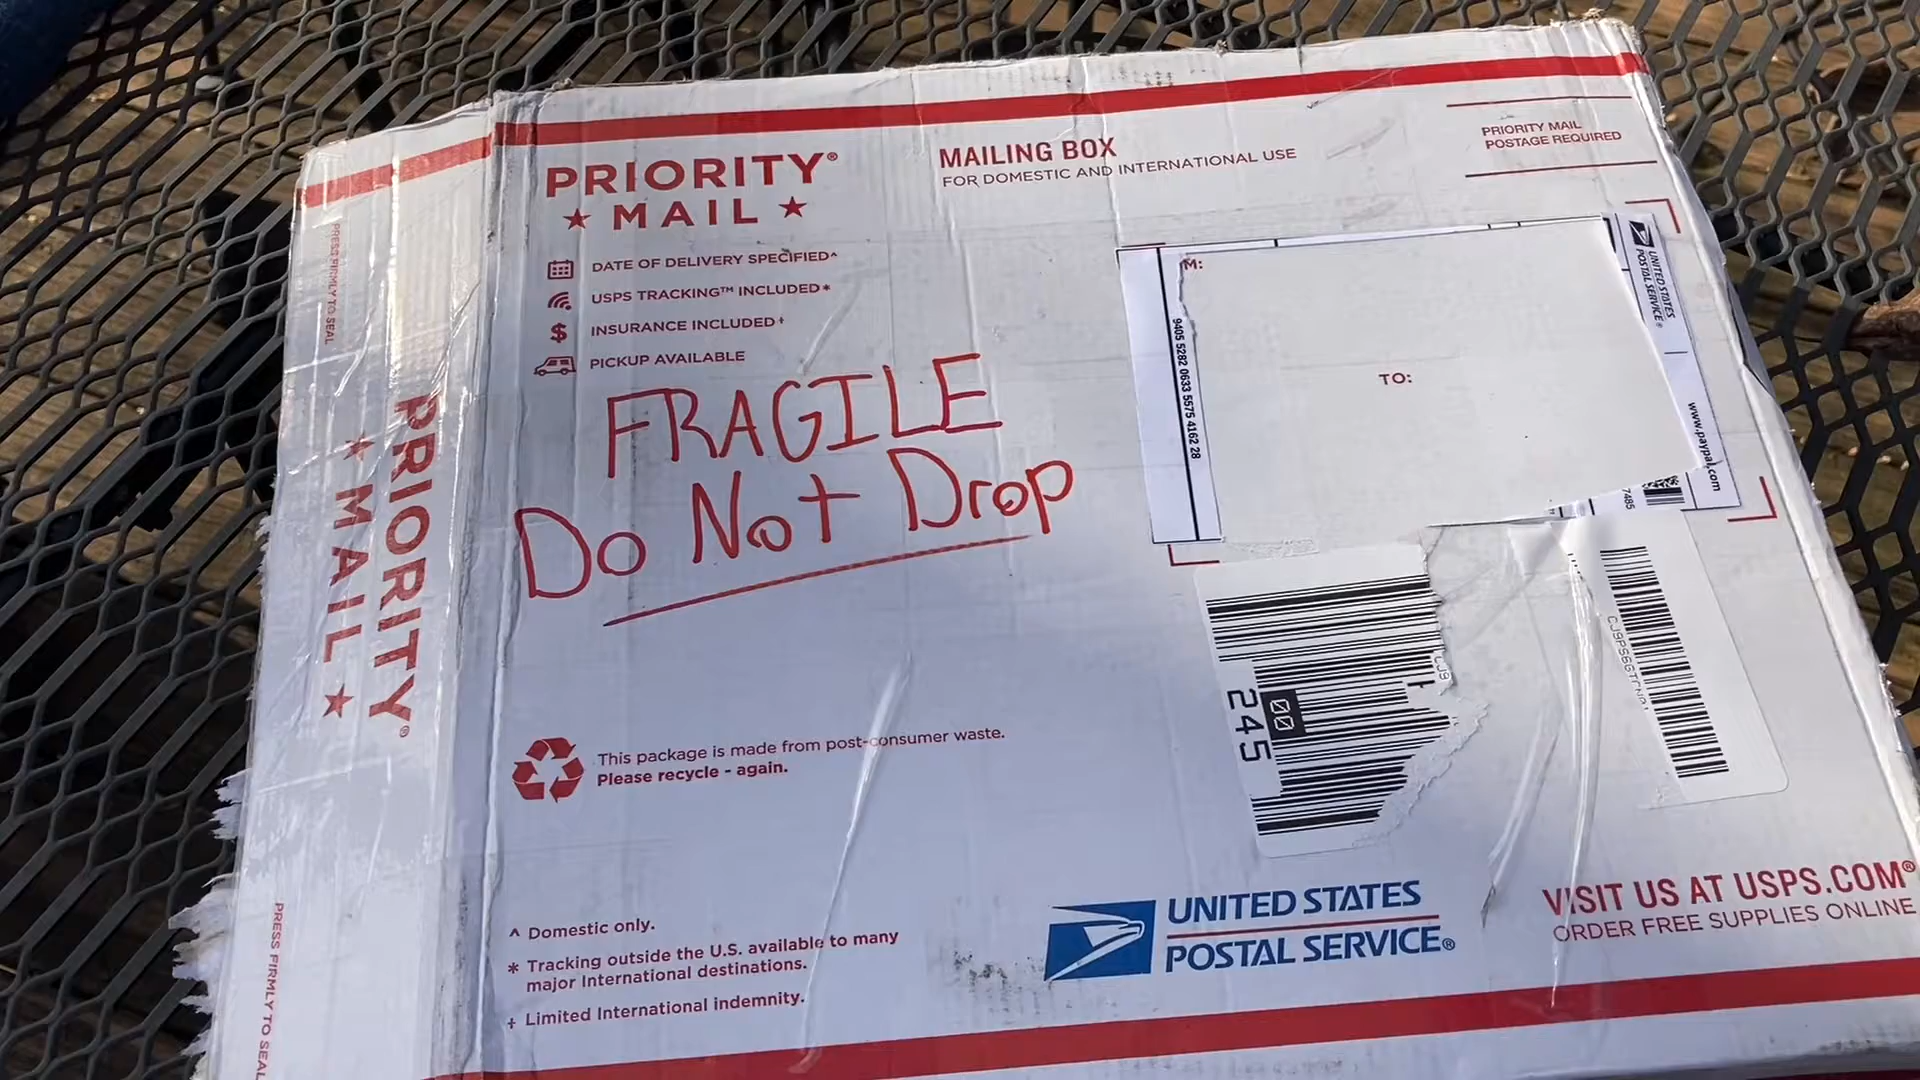 PRIORITY MAIL
POSTAGE REQUIRED
MAILING BOX
FOR DOMESTIC AND INTERNATIONAL USE
PRIORITY®
★ MAIL ★
DATE OF DELIVERY SPECIFIED^
USPS TRACKING™ INCLUDED*
$ INSURANCE INCLUDED†
PICKUP AVAILABLE
FRAGILE
Do Not Drop
PRESS FIRMLY TO SEAL
PRIORITY®
★ MAIL ★
PRESS FIRMLY TO SEAL
M:
TO:
9405 5282 0633 5575 4162 28
UNITED STATES
POSTAL SERVICE®
www.paypal.com
7485
00
245
This package is made from post-consumer waste.
Please recycle - again.
^ Domestic only.
* Tracking outside the U.S. available to many
major International destinations.
† Limited International indemnity.
UNITED STATES
POSTAL SERVICE®
VISIT US AT USPS.COM®
ORDER FREE SUPPLIES ONLINE